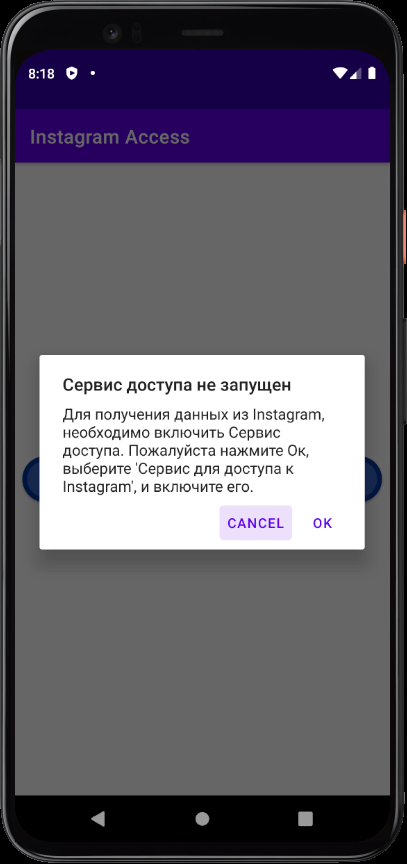 8:18
Instagram Access
Сервис доступа не запущен
Для получения данных из Instagram,
необходимо включить Сервис
доступа. Пожалуйста нажмите Ок,
выберите 'Сервис для доступа к
Instagram', и включите его.
CANCEL OK